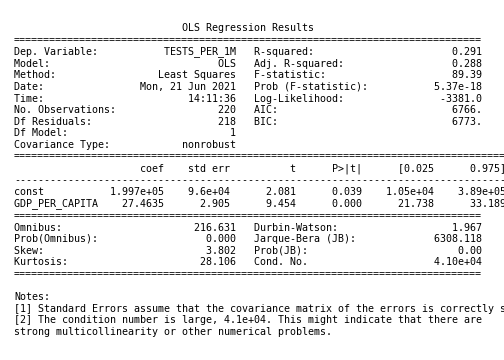 OLS Regression Results
==============================================================================
Dep. Variable:           TESTS_PER_1M   R-squared:                       0.291
Model:                            OLS   Adj. R-squared:                  0.288
Method:                 Least Squares   F-statistic:                     89.39
Date:                Mon, 21 Jun 2021   Prob (F-statistic):           5.37e-18
Time:                        14:11:36   Log-Likelihood:                -3381.0
No. Observations:                 220   AIC:                             6766.
Df Residuals:                     218   BIC:                             6773.
Df Model:                           1
Covariance Type:            nonrobust
==============================================================================
coef    std err          t      P>|t|      [0.025      0.975]
------------------------------------------------------------------------------
const           1.997e+05    9.6e+04      2.081      0.039    1.05e+04    3.89e+05
GDP_PER_CAPITA    27.4635      2.905      9.454      0.000      21.738      33.189
==============================================================================
Omnibus:                      216.631   Durbin-Watson:                   1.967
Prob(Omnibus):                  0.000   Jarque-Bera (JB):             6308.118
Skew:                           3.802   Prob(JB):                         0.00
Kurtosis:                      28.106   Cond. No.                     4.10e+04
==============================================================================
Notes:
[1] Standard Errors assume that the covariance matrix of the errors is correctly s
[2] The condition number is large, 4.1e+04. This might indicate that there are
strong multicollinearity or other numerical problems.